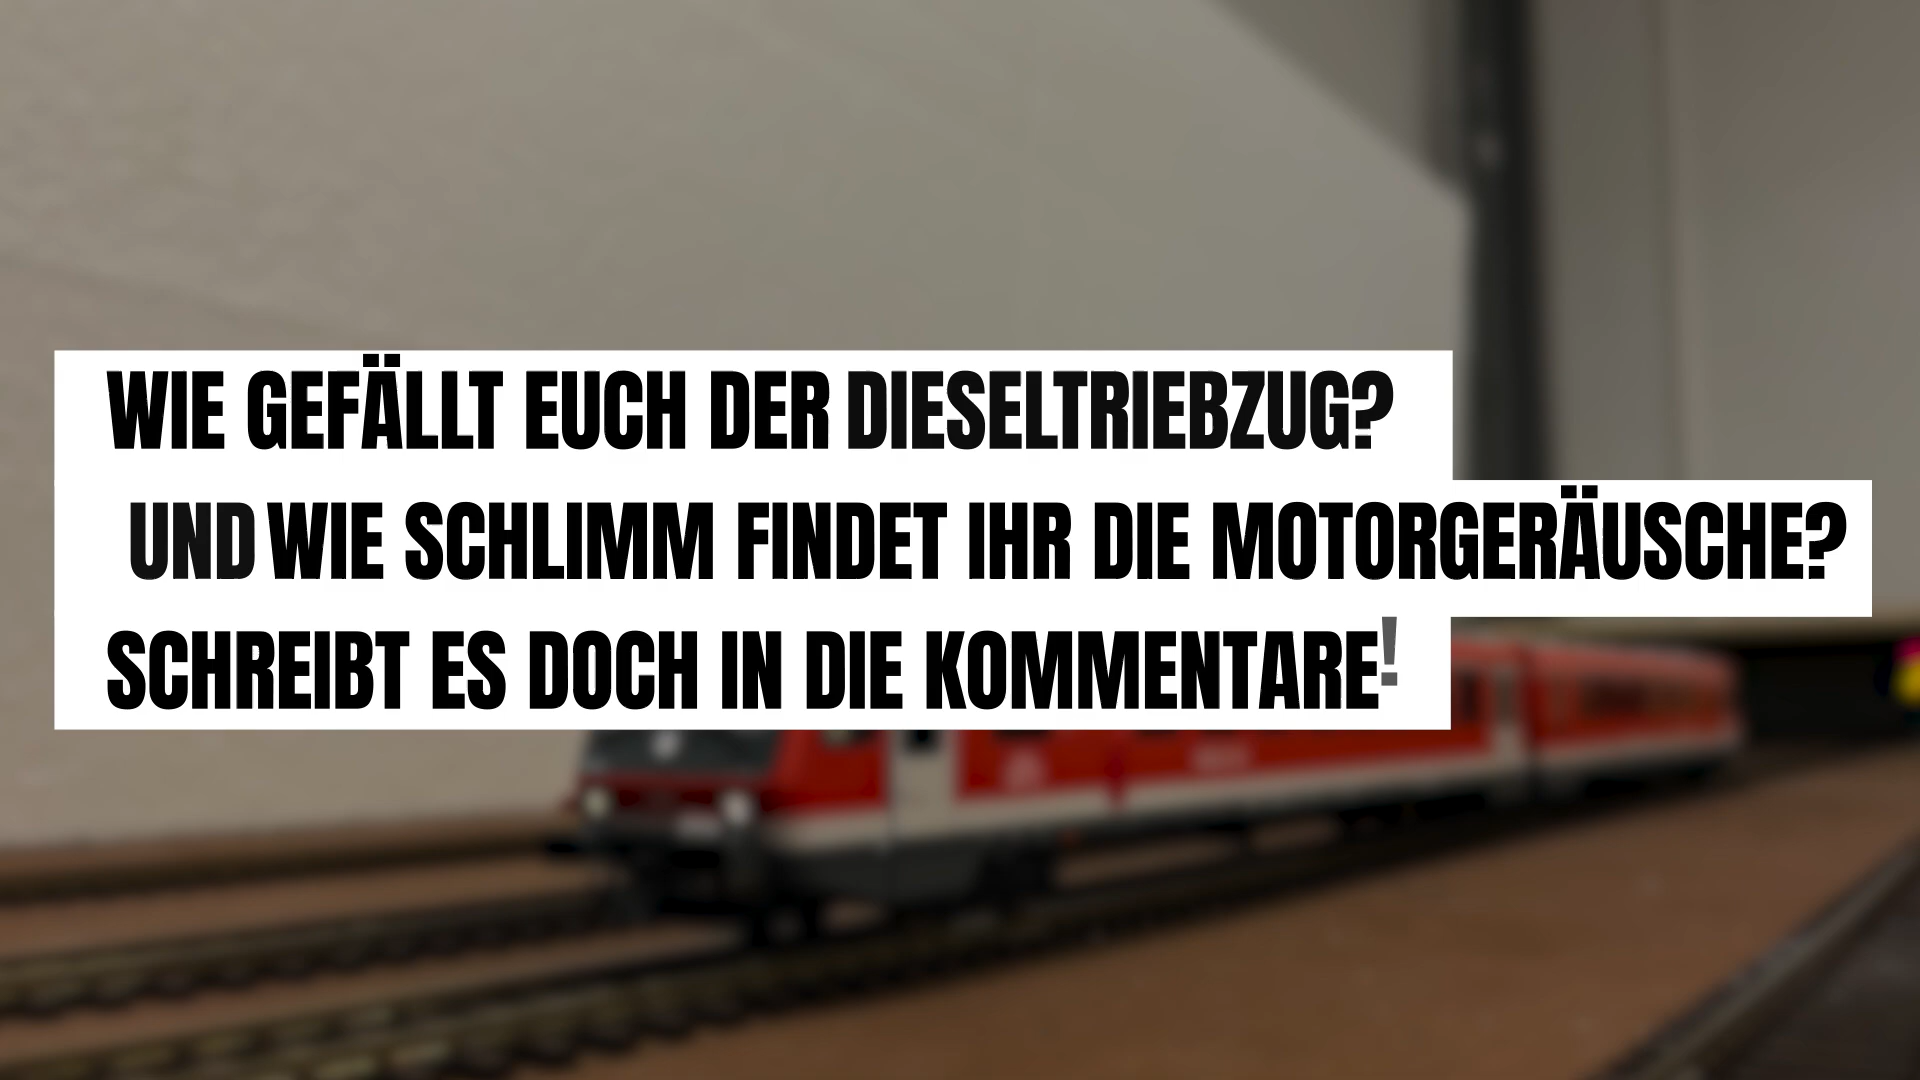 WIE GEFÄLLT EUCH DER DIESELTRIEBZUG?
UND WIE SCHLIMM FINDET IHR DIE MOTORGERÄUSCHE?
SCHREIBT ES DOCH IN DIE KOMMENTARE!